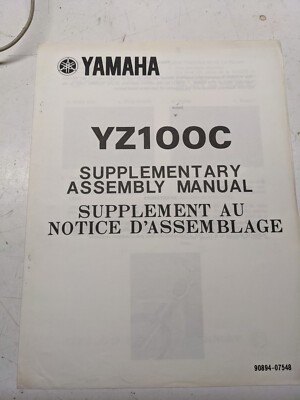 YAMAHA
YZ100C
SUPPLEMENTARY
ASSEMBLY MANUAL
SUPPLEMENT AU
NOTICE D'ASSEMBLAGE
90894-07548